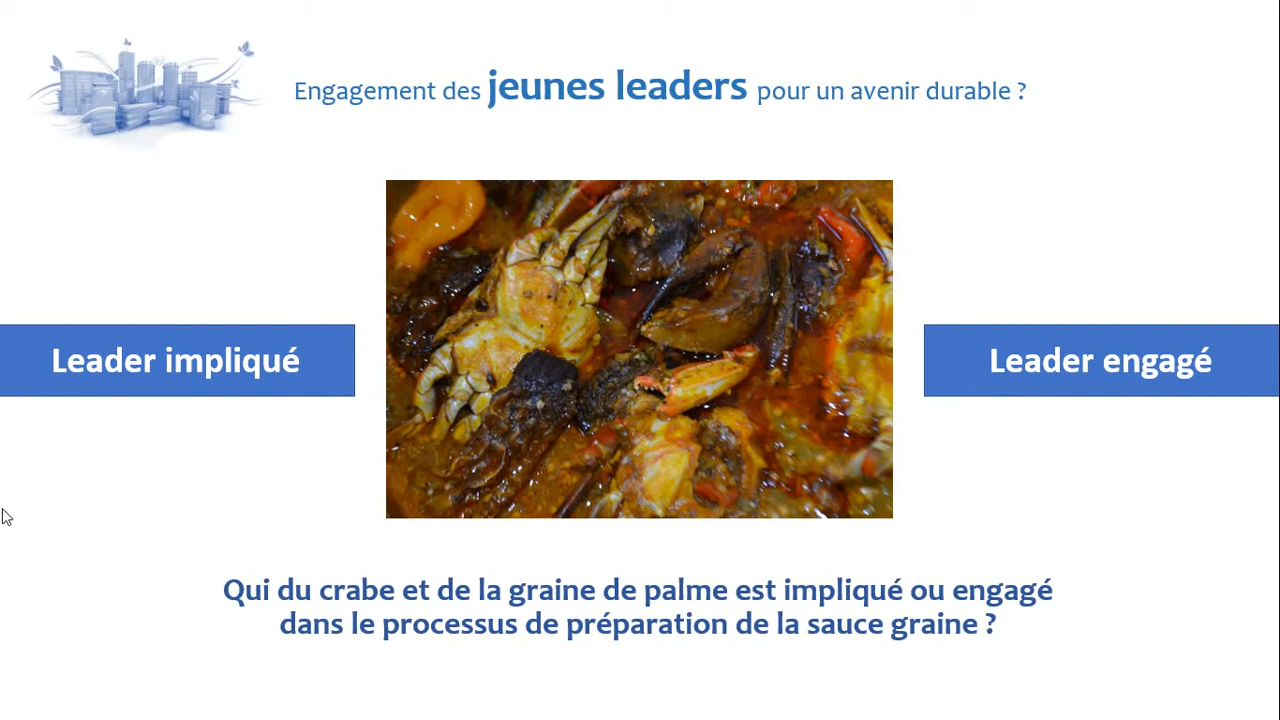 Engagement des jeunes leaders pour un avenir durable ?
Leader impliqué
Leader engagé
Qui du crabe et de la graine de palme est impliqué ou engagé
dans le processus de préparation de la sauce graine ?